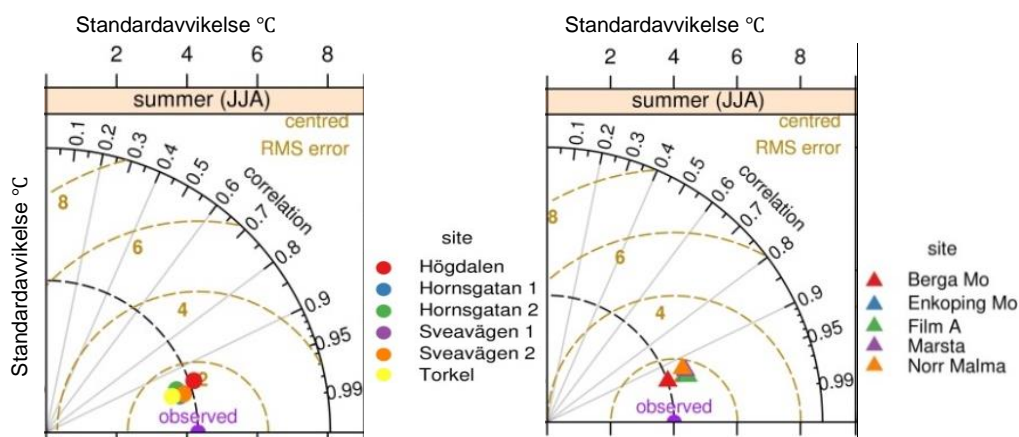 Standardavvikelse °C
2 4 6 8
summer (JJA)
centred
RMS error
0.1 0.2 0.3 0.4 0.5 0.6 0.7 0.8 0.9 0.95 0.99
correlation
8
6
4
2
observed
Standardavvikelse °C
site
Högdalen
Hornsgatan 1
Hornsgatan 2
Sveavägen 1
Sveavägen 2
Torkel
Standardavvikelse °C
2 4 6 8
summer (JJA)
centred
RMS error
0.1 0.2 0.3 0.4 0.5 0.6 0.7 0.8 0.9 0.95 0.99
correlation
8
6
4
observed
site
Berga Mo
Enkoping Mo
Film A
Marsta
Norr Malma